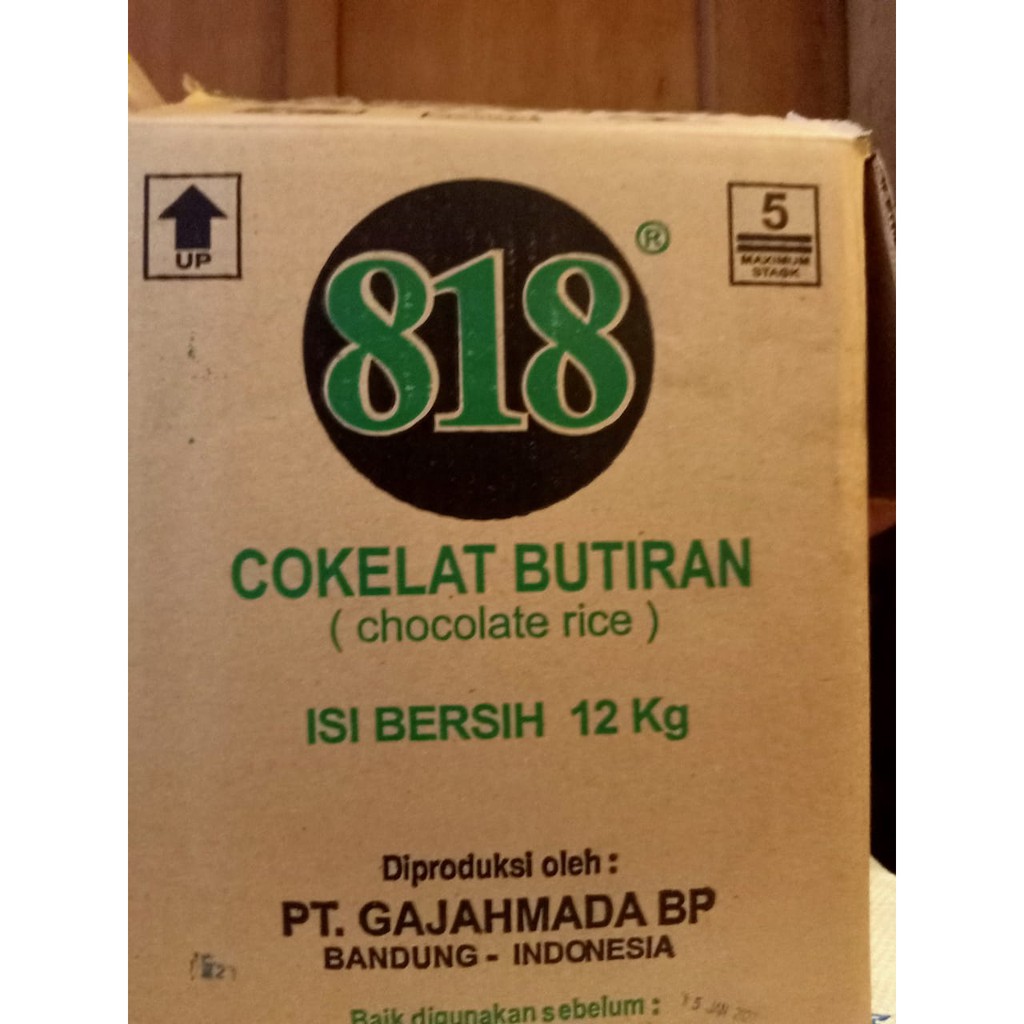 UP
818®
5
MAXIMUM
STACK
COKELAT BUTIRAN
( chocolate rice )
ISI BERSIH 12 Kg
Diproduksi oleh :
PT. GAJAHMADA BP
BANDUNG - INDONESIA
Baik digunakan sebelum :